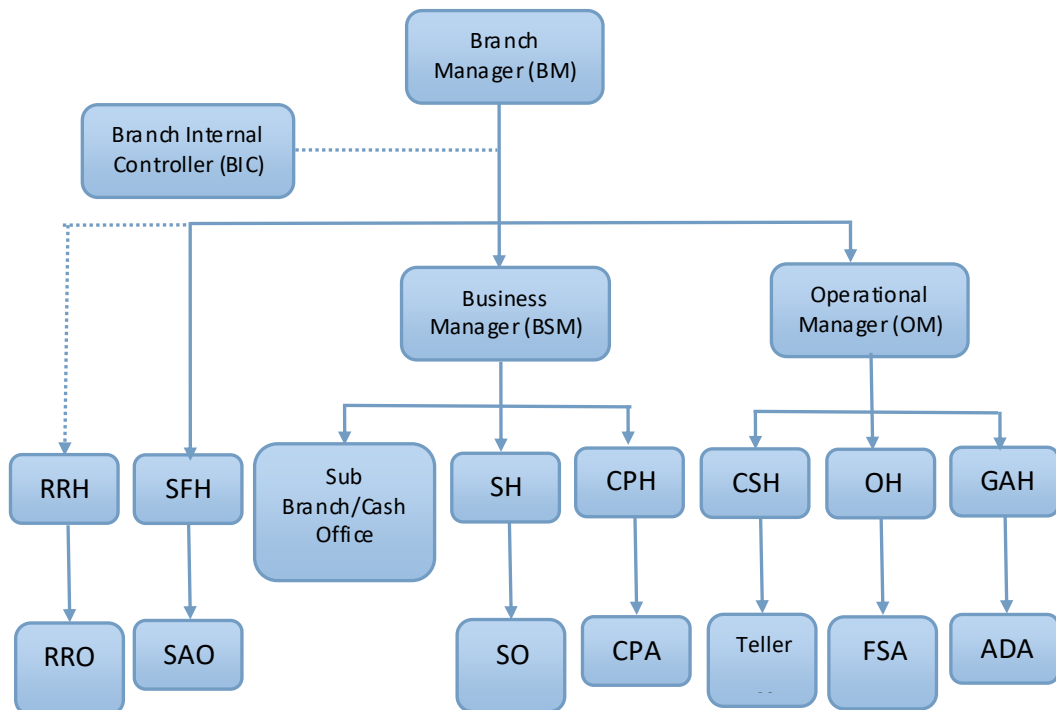 Branch
Manager (BM)
Branch Internal
Controller (BIC)
Business
Manager (BSM)
Operational
Manager (OM)
RRH
SFH
Sub
Branch/Cash
Office
SH
CPH
CSH
OH
GAH
RRO
SAO
SO
CPA
Teller
FSA
ADA